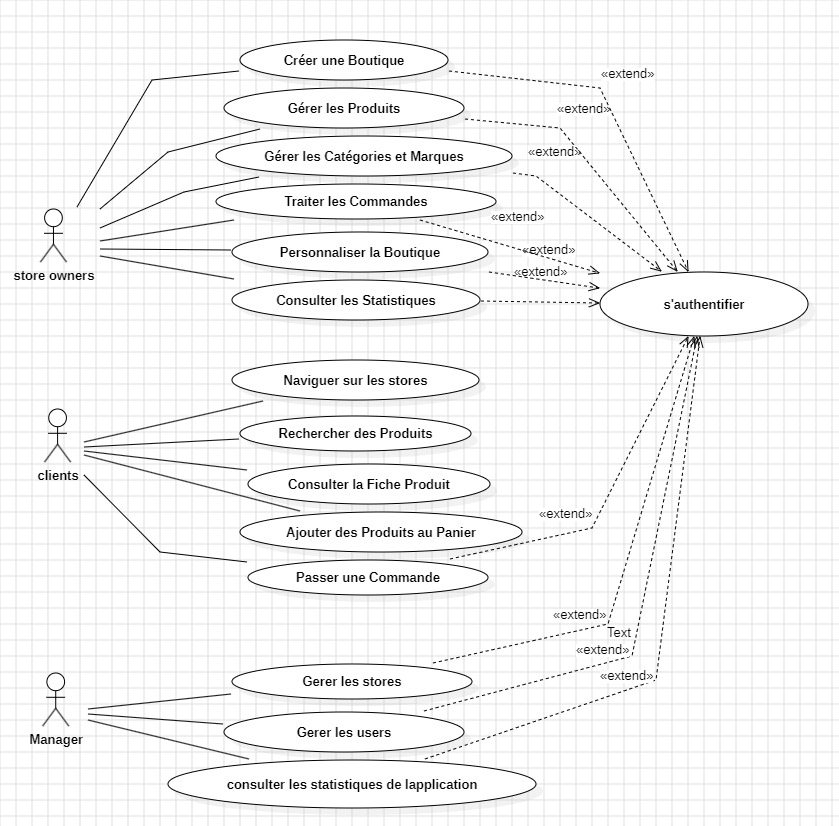 Créer une Boutique
«extend»
Gérer les Produits
«extend»
Gérer les Catégories et Marques
«extend»
Traiter les Commandes
«extend»
Personnaliser la Boutique
«extend»
store owners
«extend»
Consulter les Statistiques
s'authentifier
Naviguer sur les stores
Rechercher des Produits
clients
Consulter la Fiche Produit
«extend»
Ajouter des Produits au Panier
Passer une Commande
«extend»
Text
«extend»
«extend»
Gerer les stores
Gerer les users
Manager
consulter les statistiques de lapplication